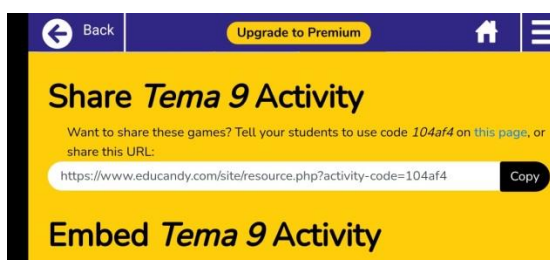 Back
Upgrade to Premium
Share Tema 9 Activity
Want to share these games? Tell your students to use code 104af4 on this page, or
share this URL:
https://www.educandy.com/site/resource.php?activity-code=104af4
Copy
Embed Tema 9 Activity